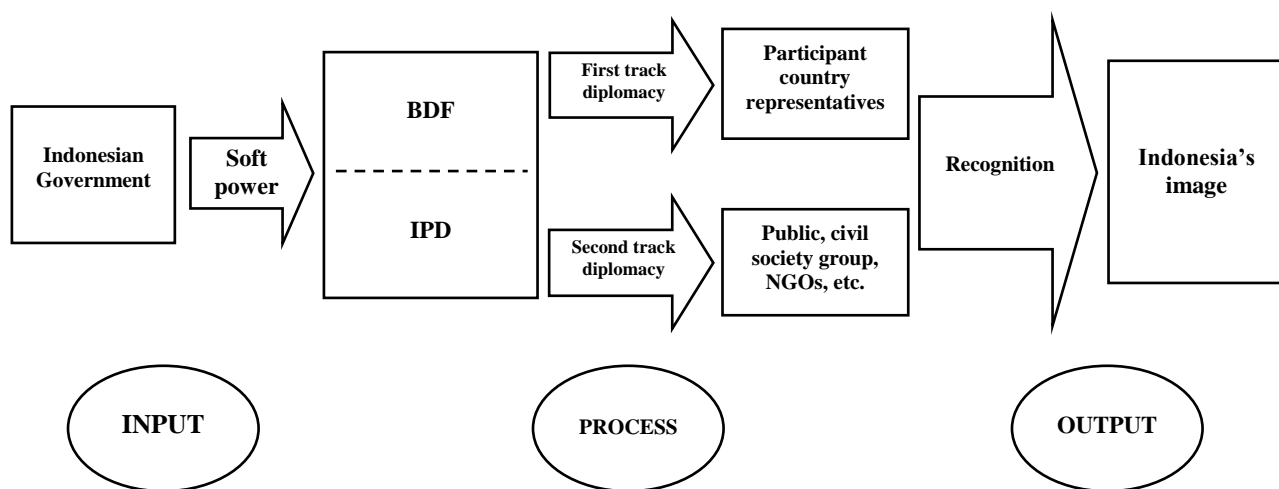 Indonesian
Government
Soft
power
BDF
IPD
First track
diplomacy
Second track
diplomacy
Participant
country
representatives
Public, civil
society group,
NGOs, etc.
Recognition
Indonesia’s
image
INPUT
PROCESS
OUTPUT